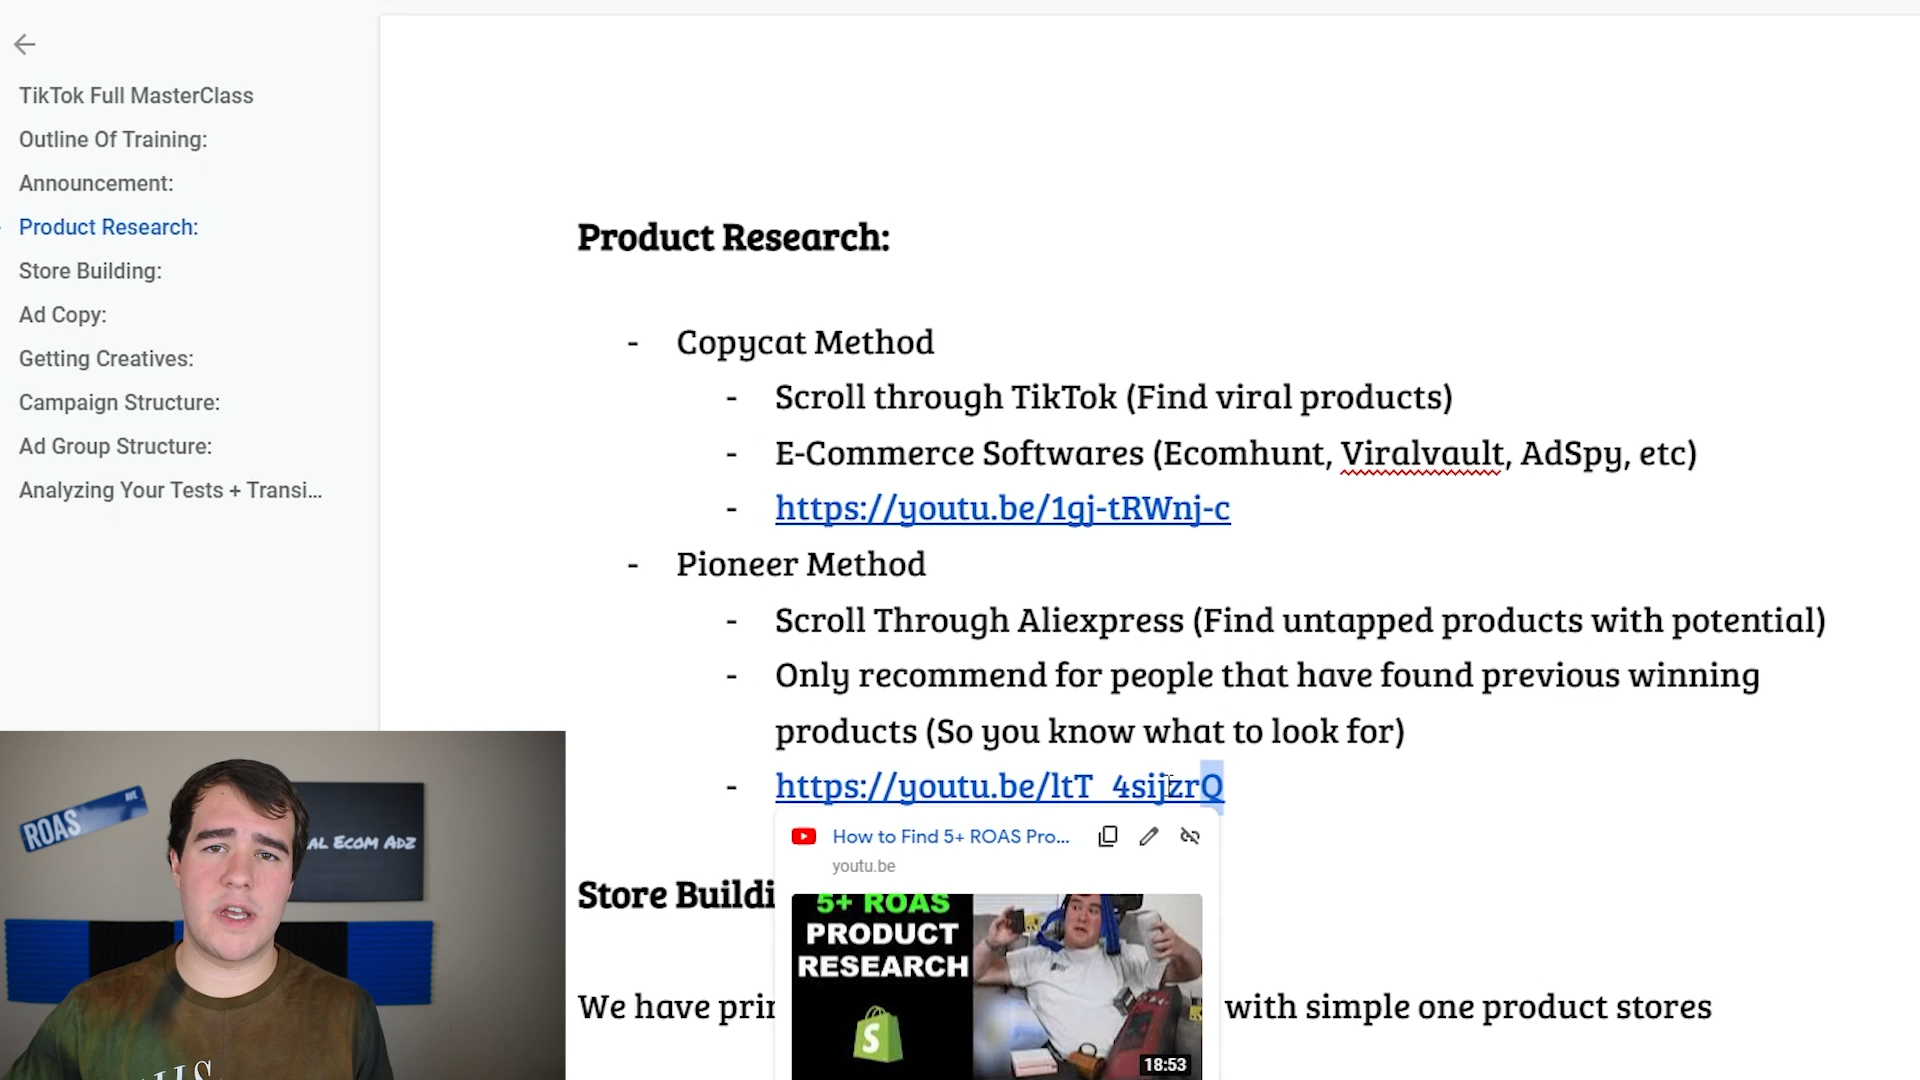 TikTok Full MasterClass
Outline Of Training:
Announcement:
Product Research:
Store Building:
Ad Copy:
Getting Creatives:
Campaign Structure:
Ad Group Structure:
Analyzing Your Tests + Transi...
Product Research:
- Copycat Method
- Scroll through TikTok (Find viral products)
- E-Commerce Softwares (Ecomhunt, Viralvault, AdSpy, etc)
- https://youtu.be/1gj-tRWnj-c
- Pioneer Method
- Scroll Through Aliexpress (Find untapped products with potential)
- Only recommend for people that have found previous winning
products (So you know what to look for)
- https://youtu.be/ltT_4sijzrQ
How to Find 5+ ROAS Pro...
youtu.be
5+ ROAS
PRODUCT
RESEARCH
18:53
Store Buildi
We have prin
with simple one product stores
ROAS
AVE
AL ECOM ADZ